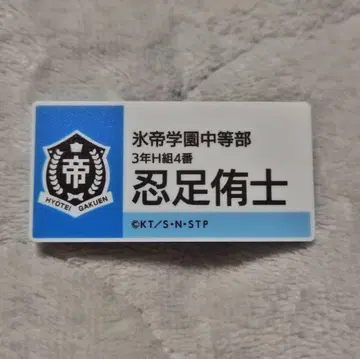 帝
HYOTEI GAKUEN
氷帝学園中等部
3年H組4番
忍足侑士
©KT/S・N・STP